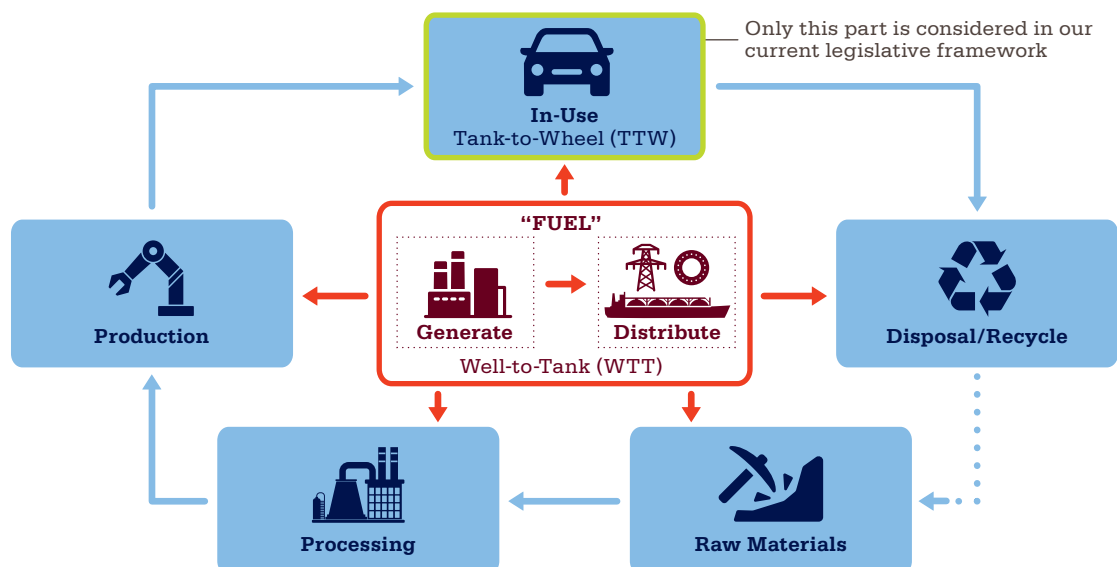 Only this part is considered in our
current legislative framework
In-Use
Tank-to-Wheel (TTW)
“FUEL”
Generate
Distribute
Well-to-Tank (WTT)
Production
Disposal/Recycle
Processing
Raw Materials